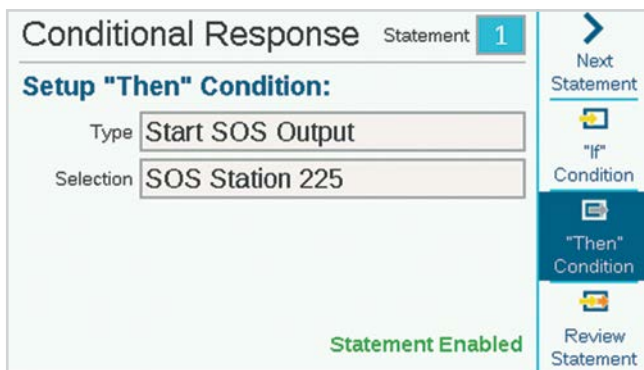 Conditional Response Statement 1
Setup "Then" Condition:
Type Start SOS Output
Selection SOS Station 225
Statement Enabled
Next
Statement
"If"
Condition
"Then"
Condition
Review
Statement